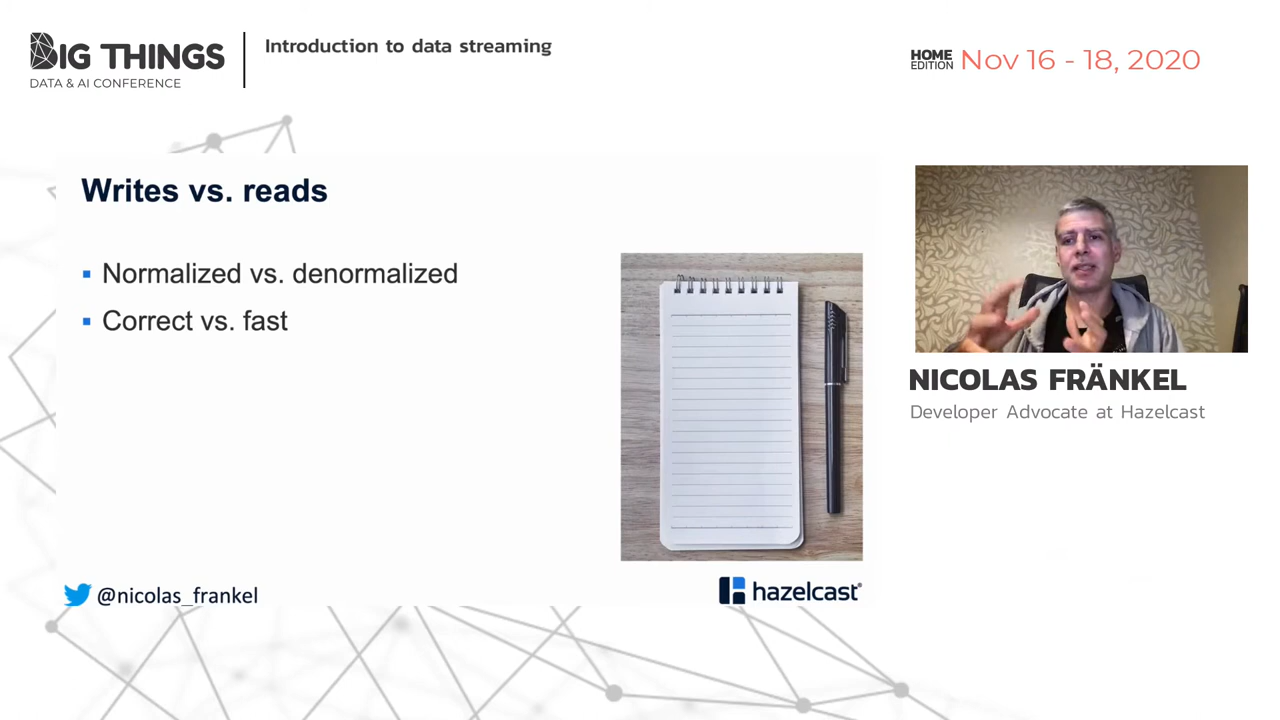 BIG THINGS
DATA & AI CONFERENCE
Introduction to data streaming
HOME
EDITION
Nov 16 - 18, 2020
Writes vs. reads
Normalized vs. denormalized
Correct vs. fast
@nicolas_frankel
hazelcast
NICOLAS FRÄNKEL
Developer Advocate at Hazelcast